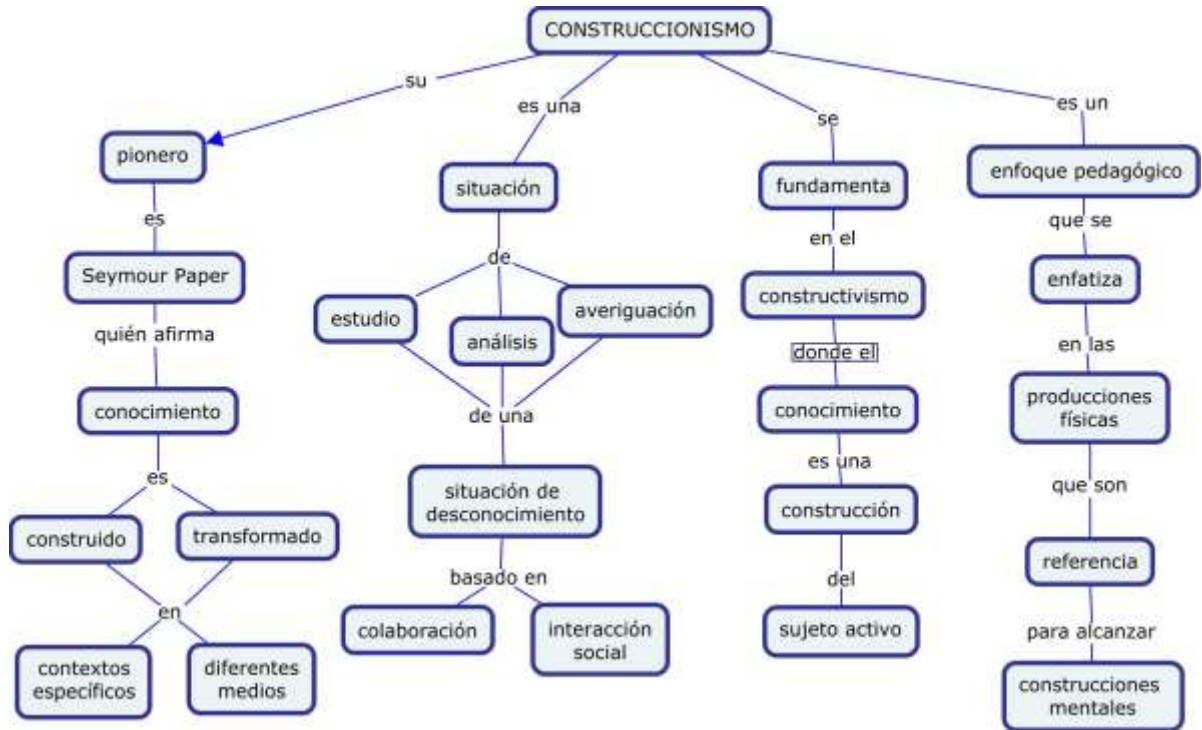 CONSTRUCCIONISMO
su
pionero
es
Seymour Paper
quién afirma
conocimiento
es
construido
transformado
en
contextos
específicos
diferentes
medios
es una
situación
de
estudio
análisis
averiguación
de una
situación de
desconocimiento
basado en
colaboración
interacción
social
se
fundamenta
en el
constructivismo
donde el
conocimiento
es una
construcción
del
sujeto activo
es un
enfoque pedagógico
que se
enfatiza
en las
producciones
físicas
que son
referencia
para alcanzar
construcciones
mentales